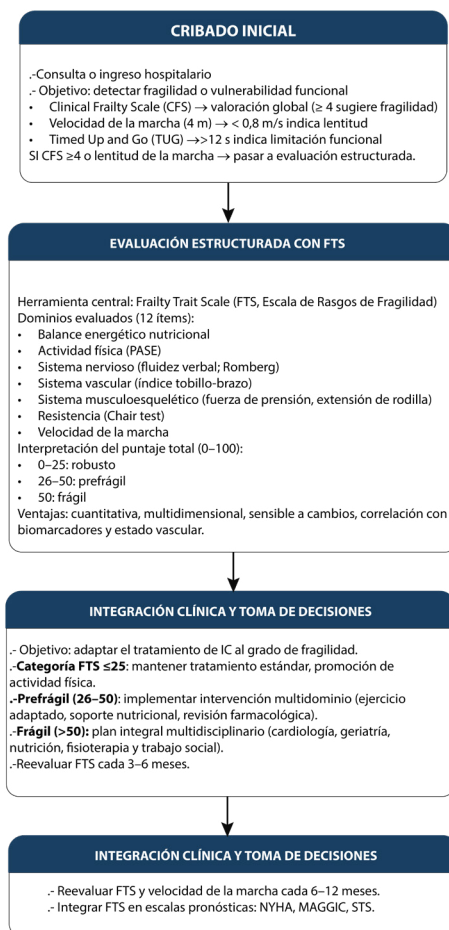 CRIBADO INICIAL
.-Consulta o ingreso hospitalario
.- Objetivo: detectar fragilidad o vulnerabilidad funcional
• Clinical Frailty Scale (CFS) → valoración global (≥ 4 sugiere fragilidad)
• Velocidad de la marcha (4 m) → < 0,8 m/s indica lentitud
• Timed Up and Go (TUG) →>12 s indica limitación funcional
SI CFS ≥4 o lentitud de la marcha → pasar a evaluación estructurada.
EVALUACIÓN ESTRUCTURADA CON FTS
Herramienta central: Frailty Trait Scale (FTS, Escala de Rasgos de Fragilidad)
Dominios evaluados (12 ítems):
• Balance energético nutricional
• Actividad física (PASE)
• Sistema nervioso (fluidez verbal; Romberg)
• Sistema vascular (índice tobillo-brazo)
• Sistema musculoesquelético (fuerza de prensión, extensión de rodilla)
• Resistencia (Chair test)
• Velocidad de la marcha
Interpretación del puntaje total (0–100):
• 0–25: robusto
• 26–50: prefrágil
• 50: frágil
Ventajas: cuantitativa, multidimensional, sensible a cambios, correlación con
biomarcadores y estado vascular.
INTEGRACIÓN CLÍNICA Y TOMA DE DECISIONES
.- Objetivo: adaptar el tratamiento de IC al grado de fragilidad.
.-Categoría FTS ≤25: mantener tratamiento estándar, promoción de
actividad física.
.-Prefrágil (26–50): implementar intervención multidominio (ejercicio
adaptado, soporte nutricional, revisión farmacológica).
.-Frágil (>50): plan integral multidisciplinario (cardiología, geriatría,
nutrición, fisioterapia y trabajo social).
.-Reevaluar FTS cada 3–6 meses.
INTEGRACIÓN CLÍNICA Y TOMA DE DECISIONES
.- Reevaluar FTS y velocidad de la marcha cada 6–12 meses.
.- Integrar FTS en escalas pronósticas: NYHA, MAGGIC, STS.